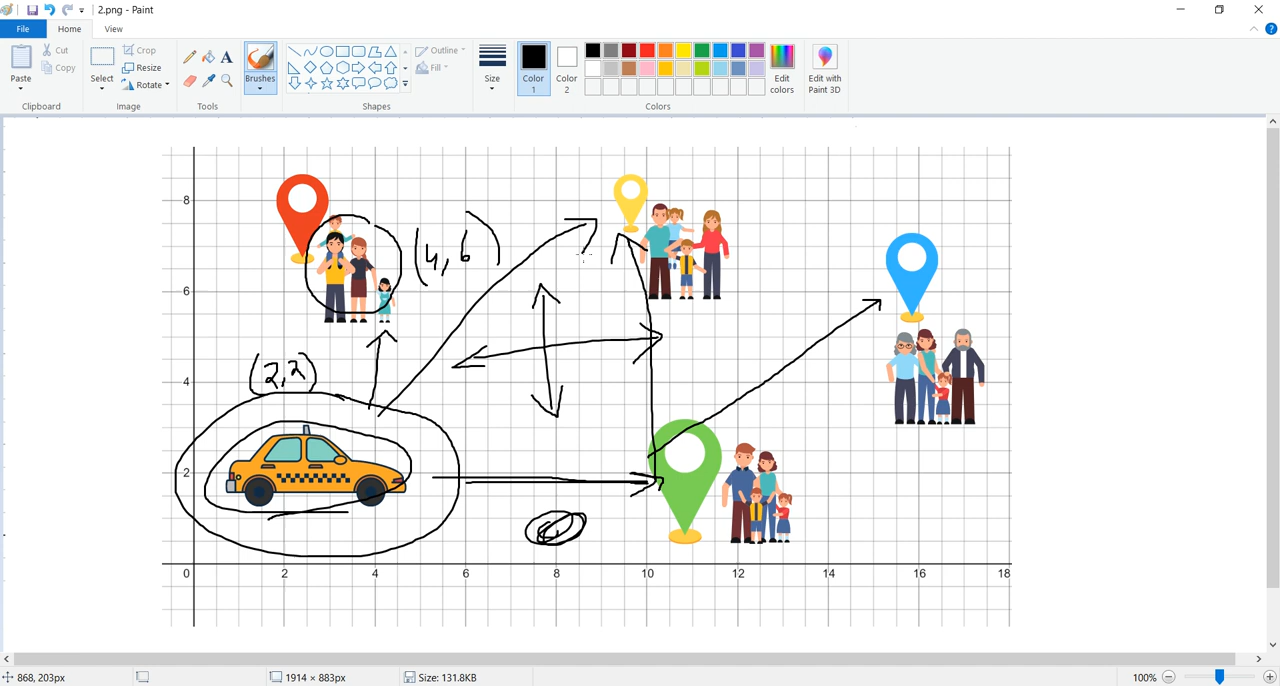 2.png - Paint
File
Home
View
Paste
Cut
Copy
Clipboard
Select
Crop
Resize
Rotate
Image
Tools
Brushes
Shapes
Outline
Fill
Size
Color
1
Color
2
Edit
colors
Edit with
Paint 3D
Colors
8
6
4
2
(4,6)
(2,2)
0
2
4
6
8
10
12
14
16
18
868, 203px
1914 × 883px
Size: 131.8KB
100%